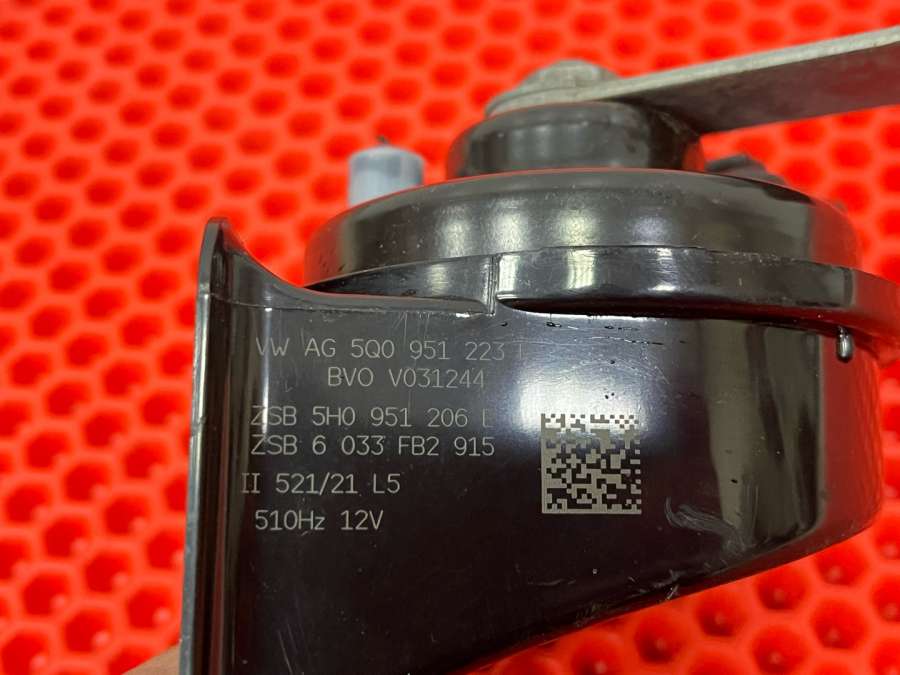 VW AG 5Q0 951 223
BVO V031244
ZSB 5H0 951 206
ZSB 6 033 FB2 915
II 521/21 L5
510Hz 12V